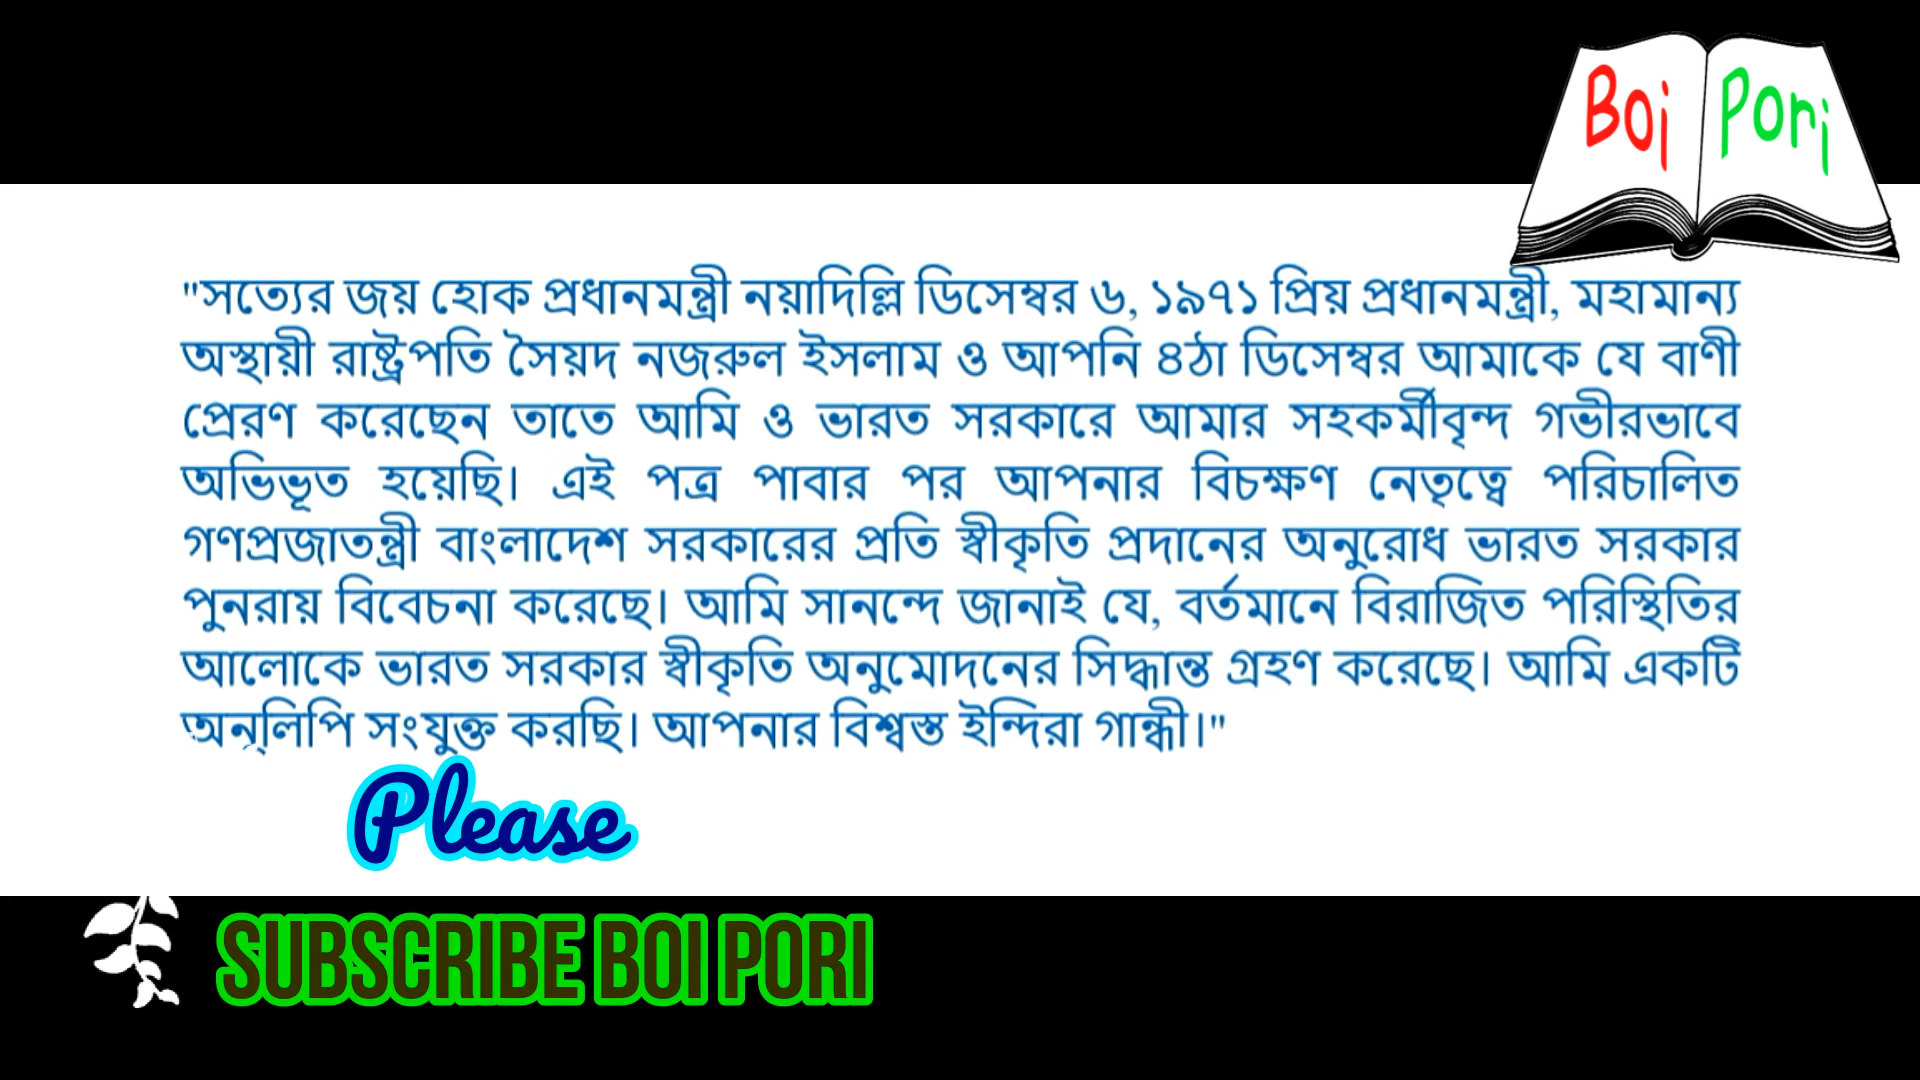 Boi Pori
"সত্যের জয় হোক প্রধানমন্ত্রী নয়াদিল্লি ডিসেম্বর ৬, ১৯৭১ প্রিয় প্রধানমন্ত্রী, মহামান্য
অস্থায়ী রাষ্ট্রপতি সৈয়দ নজরুল ইসলাম ও আপনি ৪ঠা ডিসেম্বর আমাকে যে বাণী
প্রেরণ করেছেন তাতে আমি ও ভারত সরকারে আমার সহকর্মীবৃন্দ গভীরভাবে
অভিভূত হয়েছি। এই পত্র পাবার পর আপনার বিচক্ষণ নেতৃত্বে পরিচালিত
গণপ্রজাতন্ত্রী বাংলাদেশ সরকারের প্রতি স্বীকৃতি প্রদানের অনুরোধ ভারত সরকার
পুনরায় বিবেচনা করেছে। আমি সানন্দে জানাই যে, বর্তমানে বিরাজিত পরিস্থিতির
আলোকে ভারত সরকার স্বীকৃতি অনুমোদনের সিদ্ধান্ত গ্রহণ করেছে। আমি একটি
অনুলিপি সংযুক্ত করছি। আপনার বিশ্বস্ত ইন্দিরা গান্ধী।"
Please
SUBSCRIBE BOI PORI